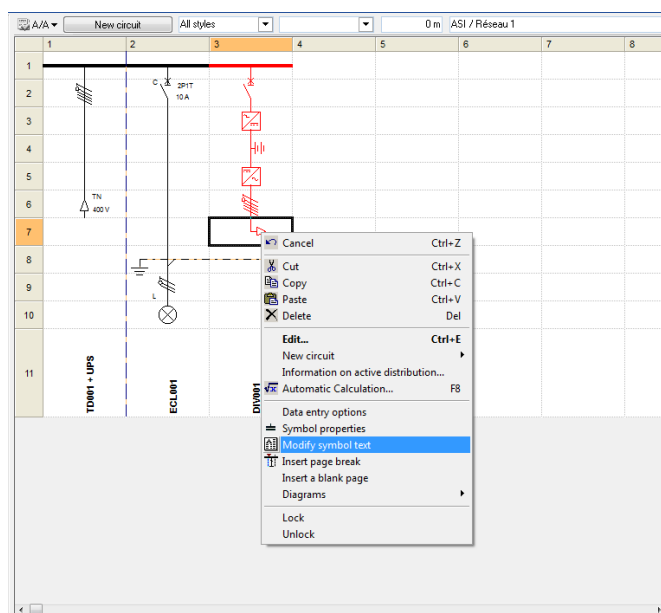 A/A New circuit All styles 0 m ASI / Réseau 1
1 2 3 4 5 6 7 8
1
2 C 2P1T
10 A
3
4
5
6 TN
400 V
7
Cancel Ctrl+Z
8
Cut Ctrl+X
9 Copy Ctrl+C
L Paste Ctrl+V
10 Delete Del
Edit... Ctrl+E
New circuit
11 Information on active distribution...
Automatic Calculation... F8
TD001 + UPS
ECL001
DIV001
Data entry options
Symbol properties
Modify symbol text
Insert page break
Insert a blank page
Diagrams
Lock
Unlock